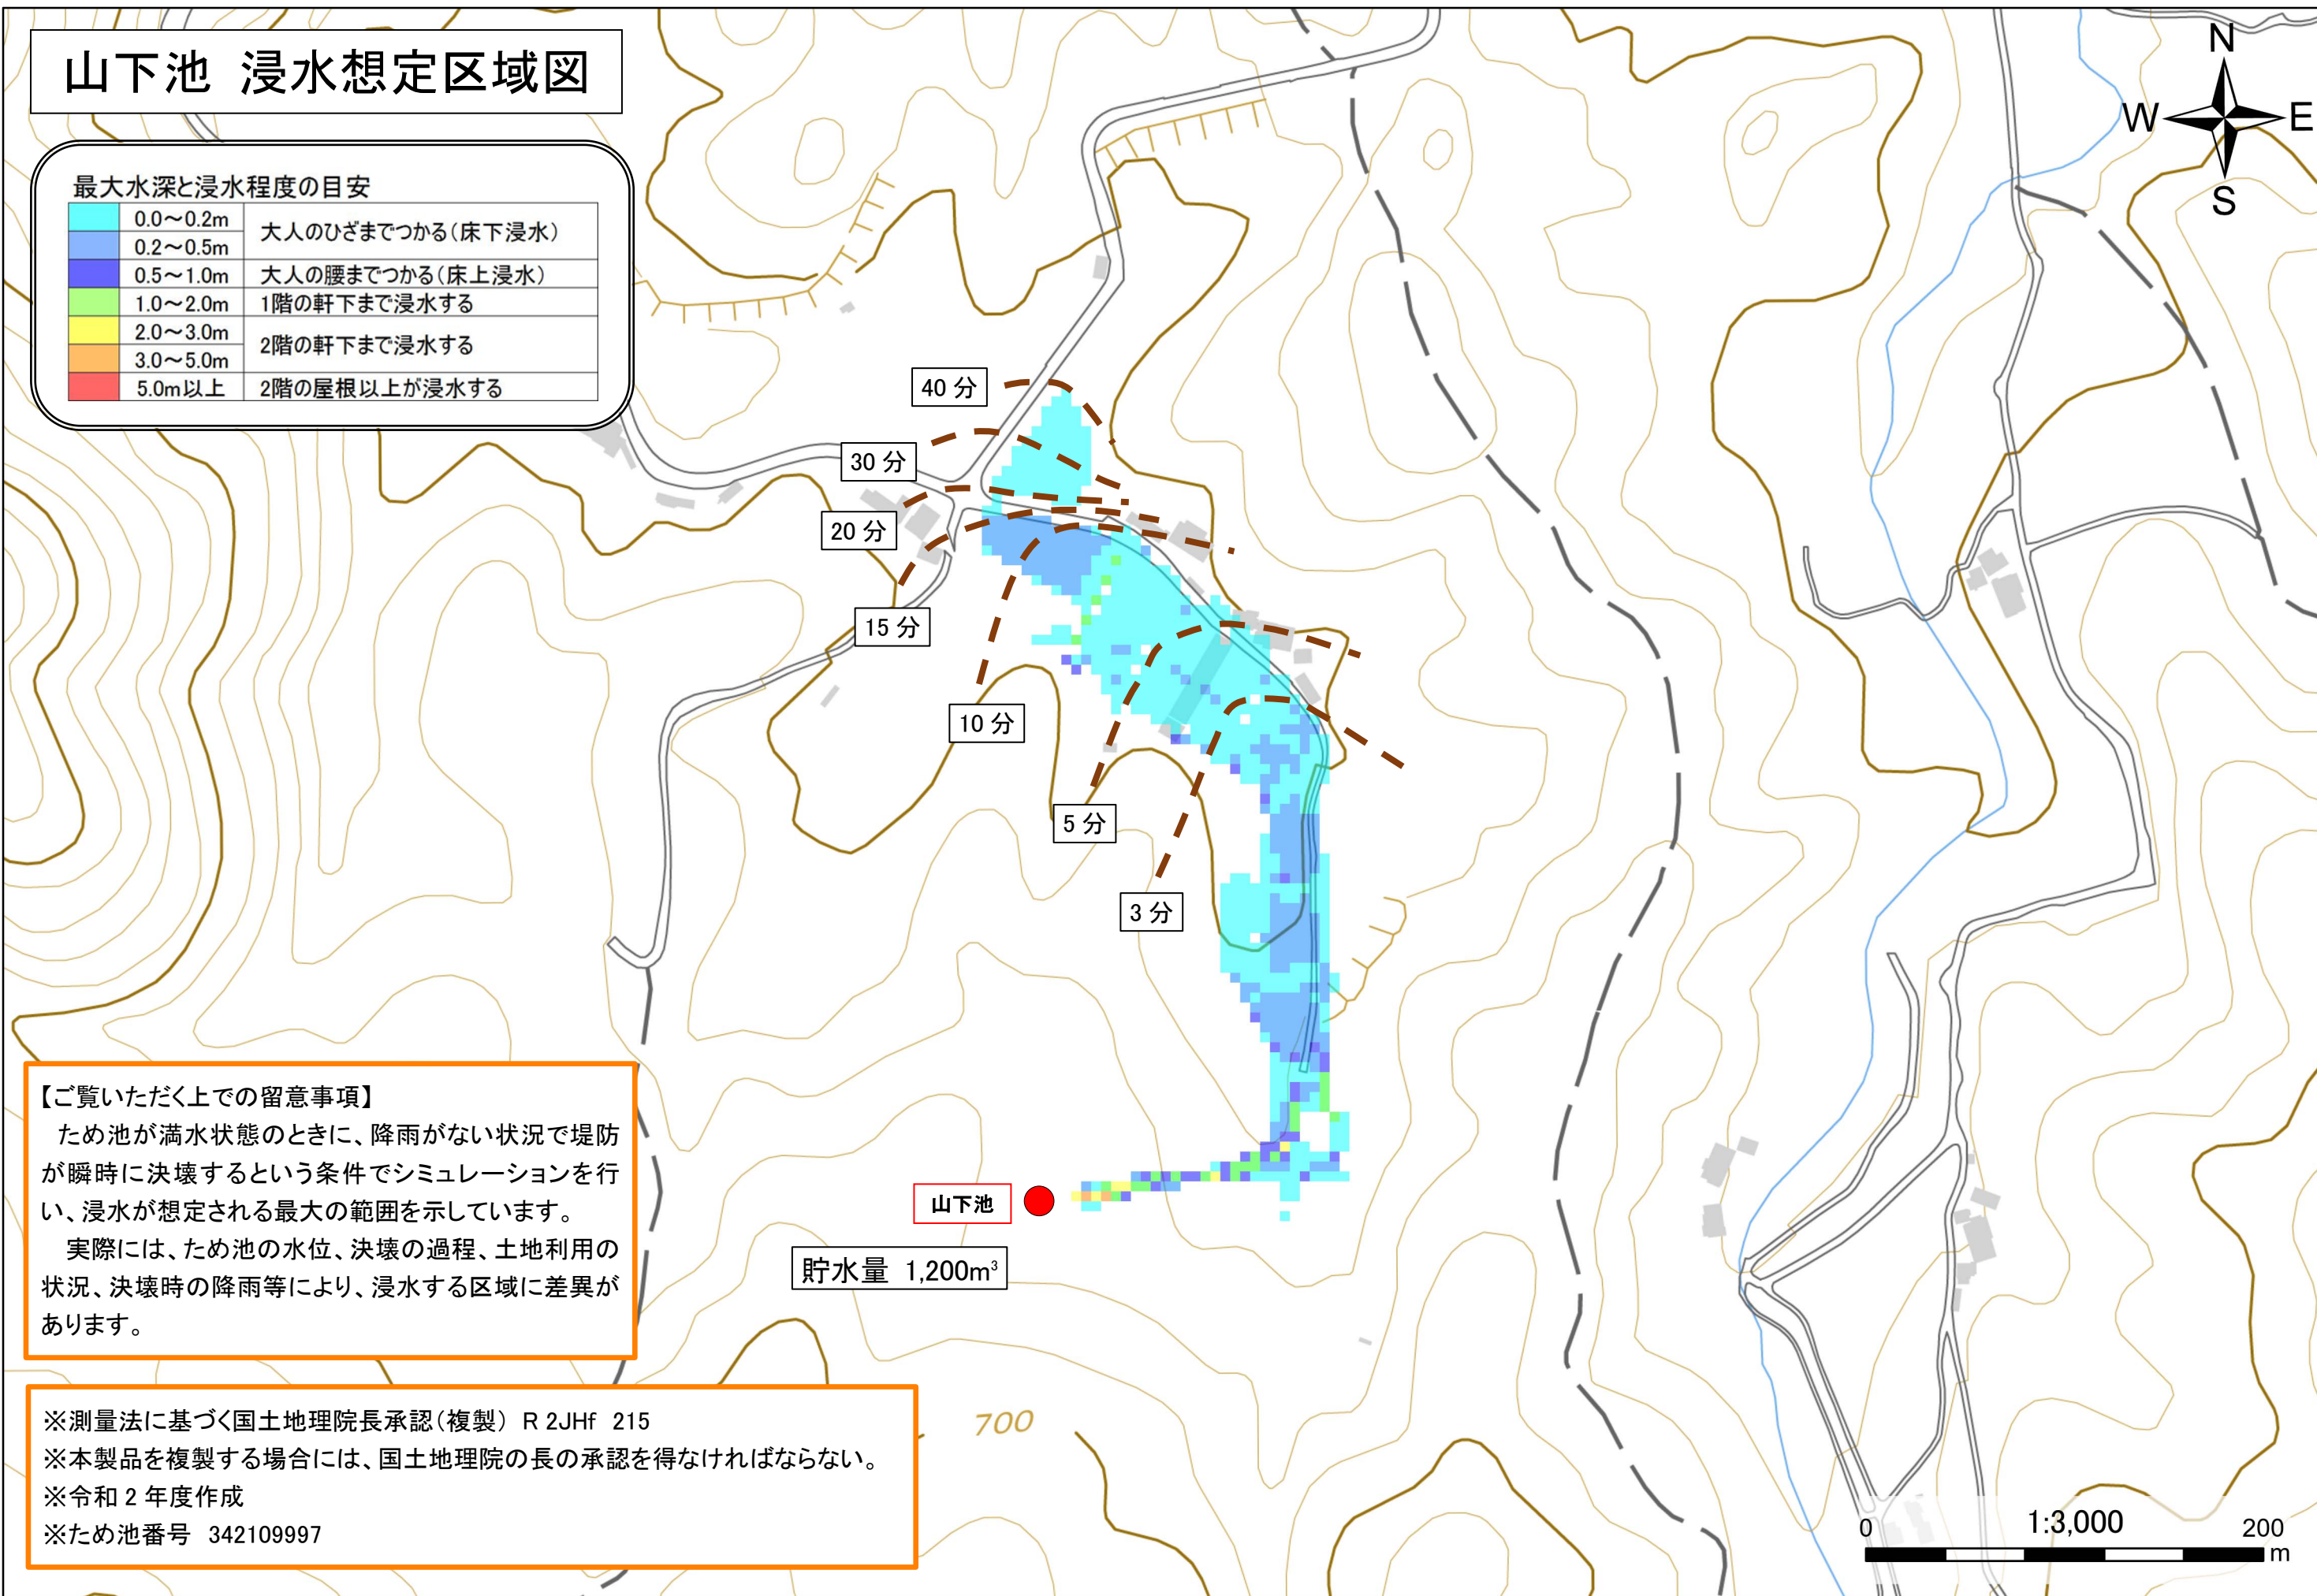 山下池 浸水想定区域図
N
W
E
S
最大水深と浸水程度の目安
0.0～0.2m
大人のひざまでつかる(床下浸水)
0.2～0.5m
0.5～1.0m 大人の腰までつかる(床上浸水)
1.0～2.0m 1階の軒下まで浸水する
2.0～3.0m
2階の軒下まで浸水する
3.0～5.0m
5.0m以上 2階の屋根以上が浸水する
40 分
30 分
20 分
15 分
10 分
5 分
3 分
山下池
貯水量 1,200m³
【ご覧いただく上での留意事項】
ため池が満水状態のときに、降雨がない状況で堤防
が瞬時に決壊するという条件でシミュレーションを行
い、浸水が想定される最大の範囲を示しています。
実際には、ため池の水位、決壊の過程、土地利用の
状況、決壊時の降雨等により、浸水する区域に差異が
あります。
※測量法に基づく国土地理院長承認(複製) R 2JHf 215
※本製品を複製する場合には、国土地理院の長の承認を得なければならない。
※令和 2 年度作成
※ため池番号 342109997
700
1:3,000
0 200
m